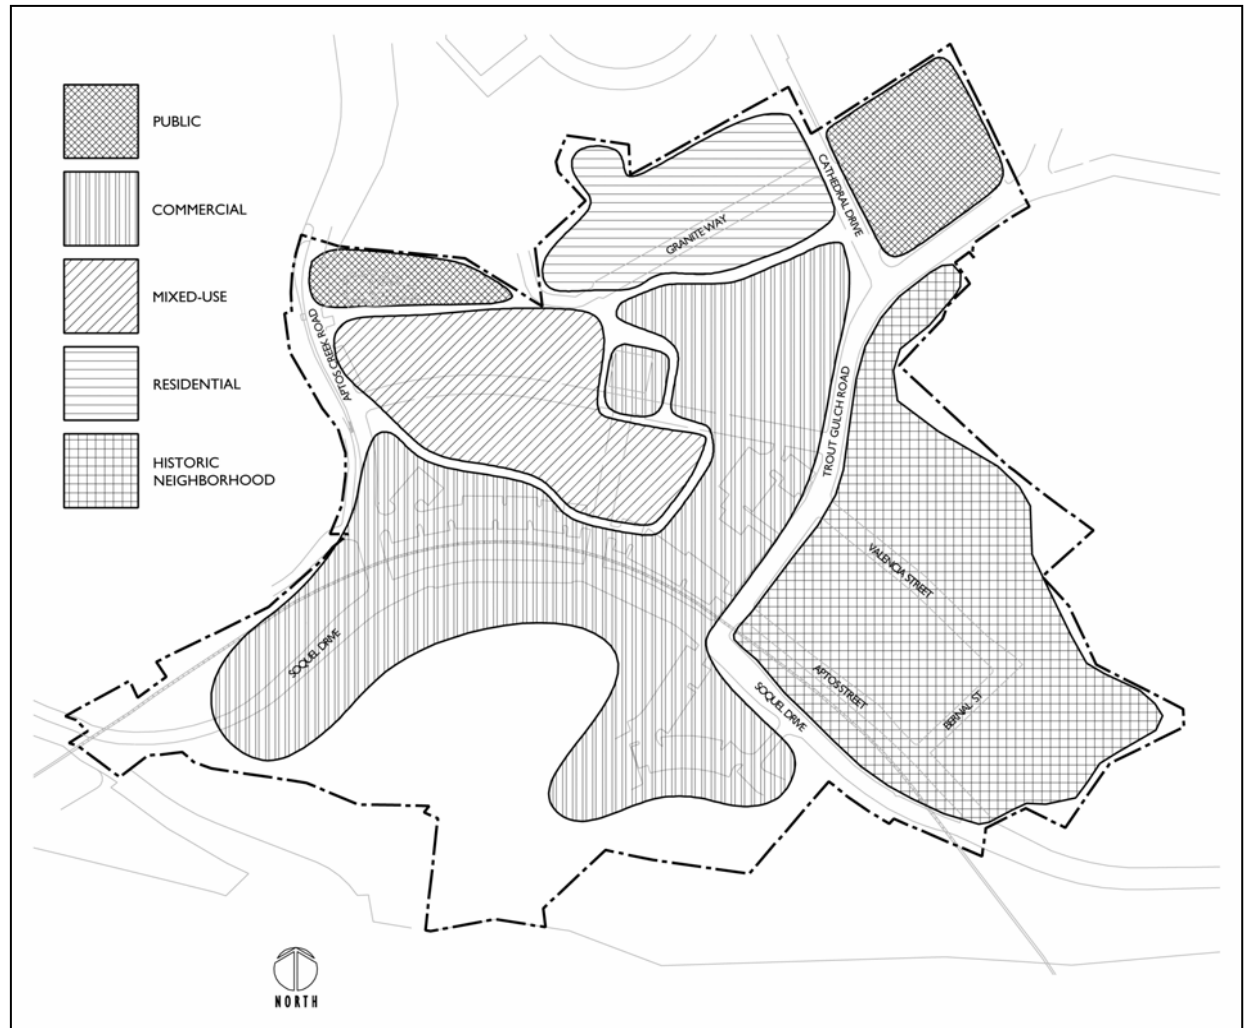 PUBLIC
COMMERCIAL
MIXED-USE
RESIDENTIAL
HISTORIC
NEIGHBORHOOD
CATHEDRAL DRIVE
GRANITE WAY
APTOS CREEK ROAD
TROUT GULCH ROAD
VALENCIA STREET
SOQUEL DRIVE
APTOS STREET
SOQUEL DRIVE
BERNAL ST
NORTH